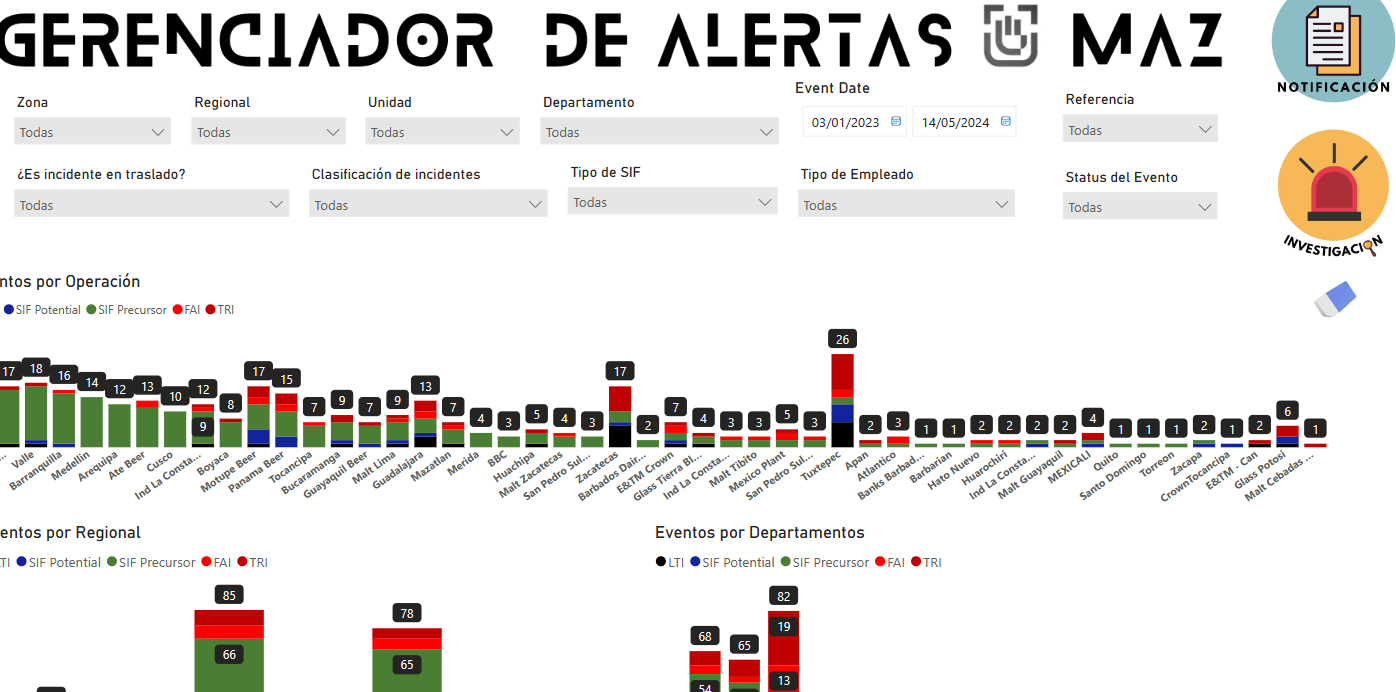 GERENCIADOR DE ALERTAS MAZ
NOTIFICACIÓN
Zona
Regional
Unidad
Departamento
Event Date
Referencia
Todas
Todas
Todas
Todas
03/01/2023
14/05/2024
Todas
¿Es incidente en traslado?
Clasificación de incidentes
Tipo de SIF
Tipo de Empleado
Status del Evento
Todas
Todas
Todas
Todas
Todas
INVESTIGACIÓN
ntos por Operación
SIF Potential SIF Precursor FAI TRI
17 18 16 14 12 13 10 12 9 8 17 15 7 9 7 9 13 7 4 3 5 4 3 17 2 7 4 3 3 5 3 26 2 3 1 1 2 2 2 2 4 1 1 1 2 1 2 6 1
...
Valle
Barranquilla
Medellin
Arequipa
Ate Beer
Cusco
Ind La Consta...
Boyaca
Motupe Beer
Panama Beer
Tocancipa
Bucaramanga
Guayaquil Beer
Malt Lima
Guadalajara
Mazatlan
Merida
BBC
Huachipa
Malt Zacatecas
San Pedro Sul...
Zacatecas
Barbados Dair...
E&TM Crown
Glass Tierra Bl...
Ind La Consta...
Malt Tibito
Mexico Plant
San Pedro Sul...
Tuxtepec
Apan
Atlantico
Banks Barbad...
Barbarian
Hato Nuevo
Huarochiri
Ind La Consta...
Malt Guayaquil
MEXICALI
Quito
Santo Domingo
Torreon
Zacapa
CrownTocancipa
E&TM - Can
Glass Potosi
Malt Cebadas ...
entos por Regional
TI SIF Potential SIF Precursor FAI TRI
85
66
78
65
Eventos por Departamentos
LTI SIF Potential SIF Precursor FAI TRI
68
54
65
82
19
13